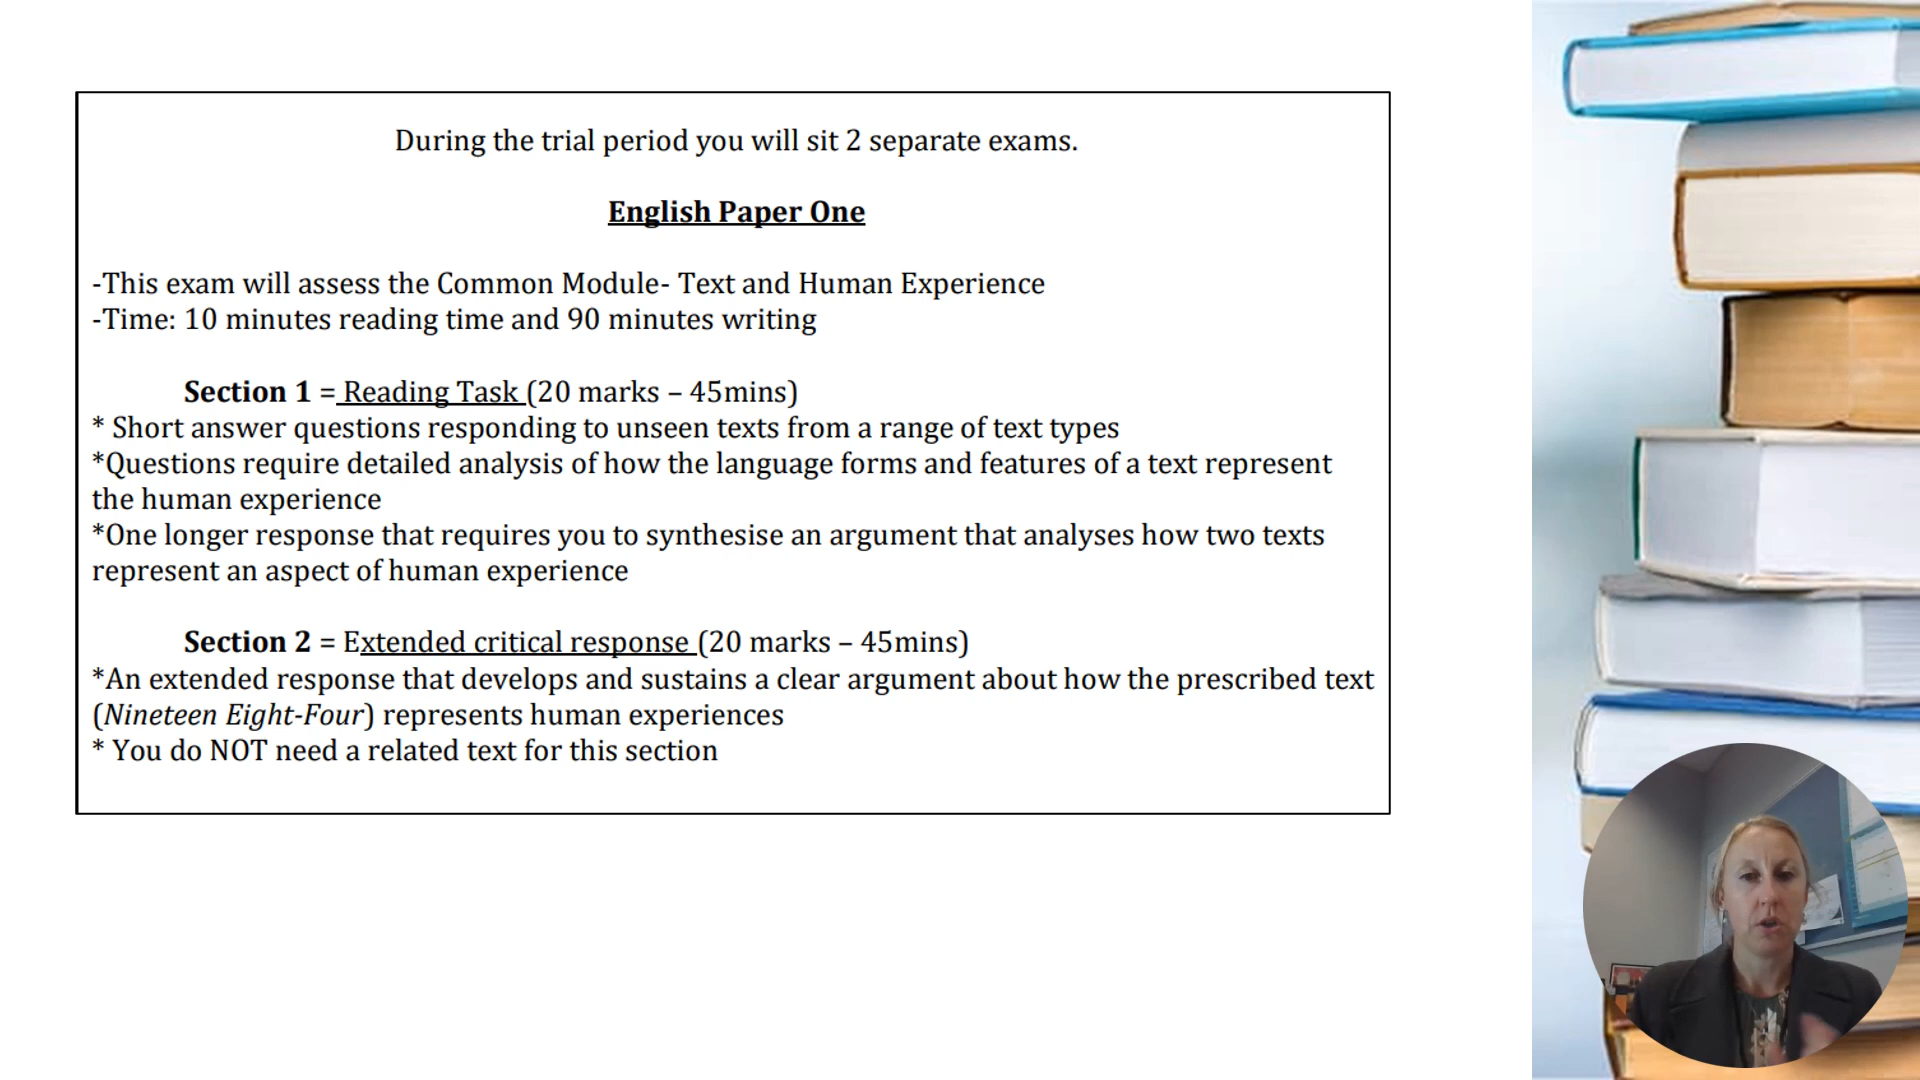 During the trial period you will sit 2 separate exams.
English Paper One
-This exam will assess the Common Module- Text and Human Experience
-Time: 10 minutes reading time and 90 minutes writing
Section 1 = Reading Task (20 marks – 45mins)
* Short answer questions responding to unseen texts from a range of text types
*Questions require detailed analysis of how the language forms and features of a text represent
the human experience
*One longer response that requires you to synthesise an argument that analyses how two texts
represent an aspect of human experience
Section 2 = Extended critical response (20 marks – 45mins)
*An extended response that develops and sustains a clear argument about how the prescribed text
(Nineteen Eight-Four) represents human experiences
* You do NOT need a related text for this section